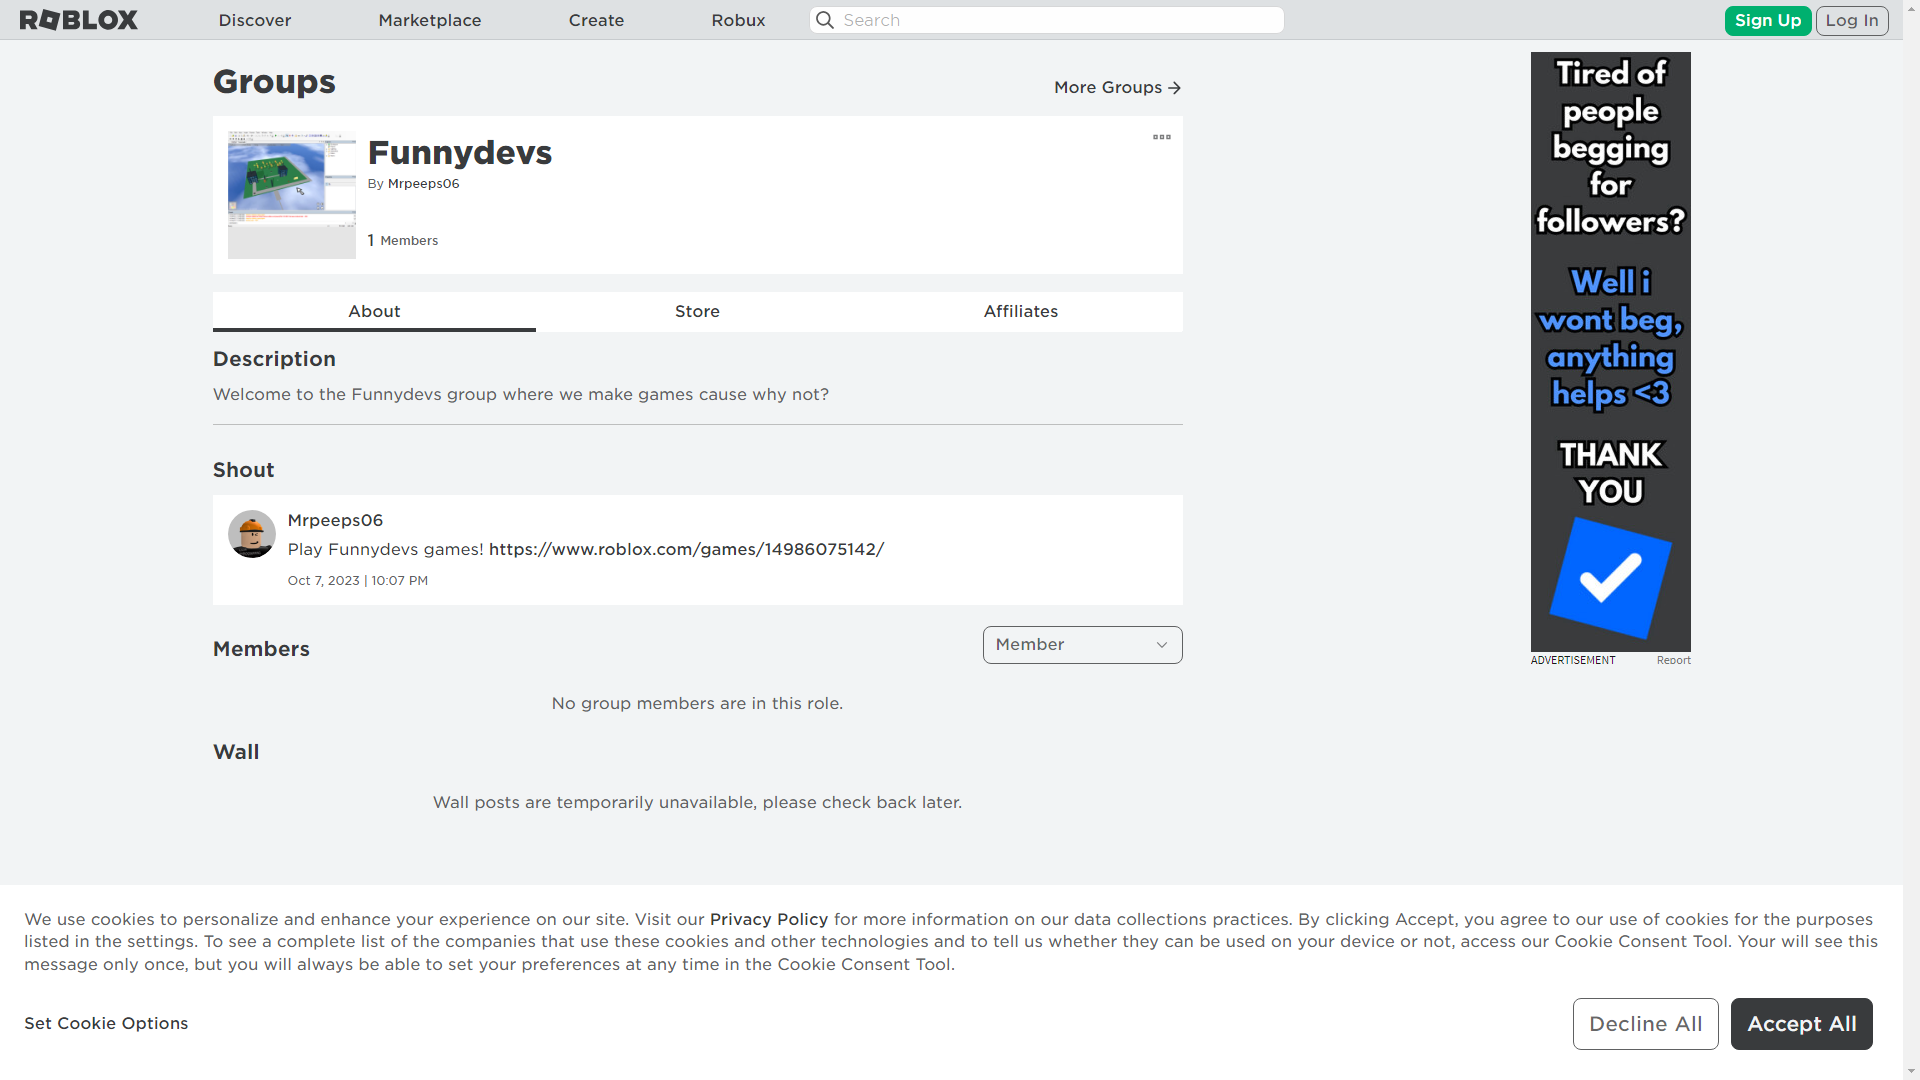 ROBLOX
Discover
Marketplace
Create
Robux
Search
Sign Up
Log In
Groups
More Groups
Funnydevs
By Mrpeeps06
1 Members
About
Store
Affiliates
Description
Welcome to the Funnydevs group where we make games cause why not?
Shout
Mrpeeps06
Play Funnydevs games! https://www.roblox.com/games/14986075142/
Oct 7, 2023 | 10:07 PM
Members
Member
No group members are in this role.
Wall
Wall posts are temporarily unavailable, please check back later.
Tired of
people
begging
for
followers?
Well i
wont beg,
anything
helps <3
THANK
YOU
ADVERTISEMENT
Report
We use cookies to personalize and enhance your experience on our site. Visit our Privacy Policy for more information on our data collections practices. By clicking Accept, you agree to our use of cookies for the purposes
listed in the settings. To see a complete list of the companies that use these cookies and other technologies and to tell us whether they can be used on your device or not, access our Cookie Consent Tool. Your will see this
message only once, but you will always be able to set your preferences at any time in the Cookie Consent Tool.
Set Cookie Options
Decline All
Accept All